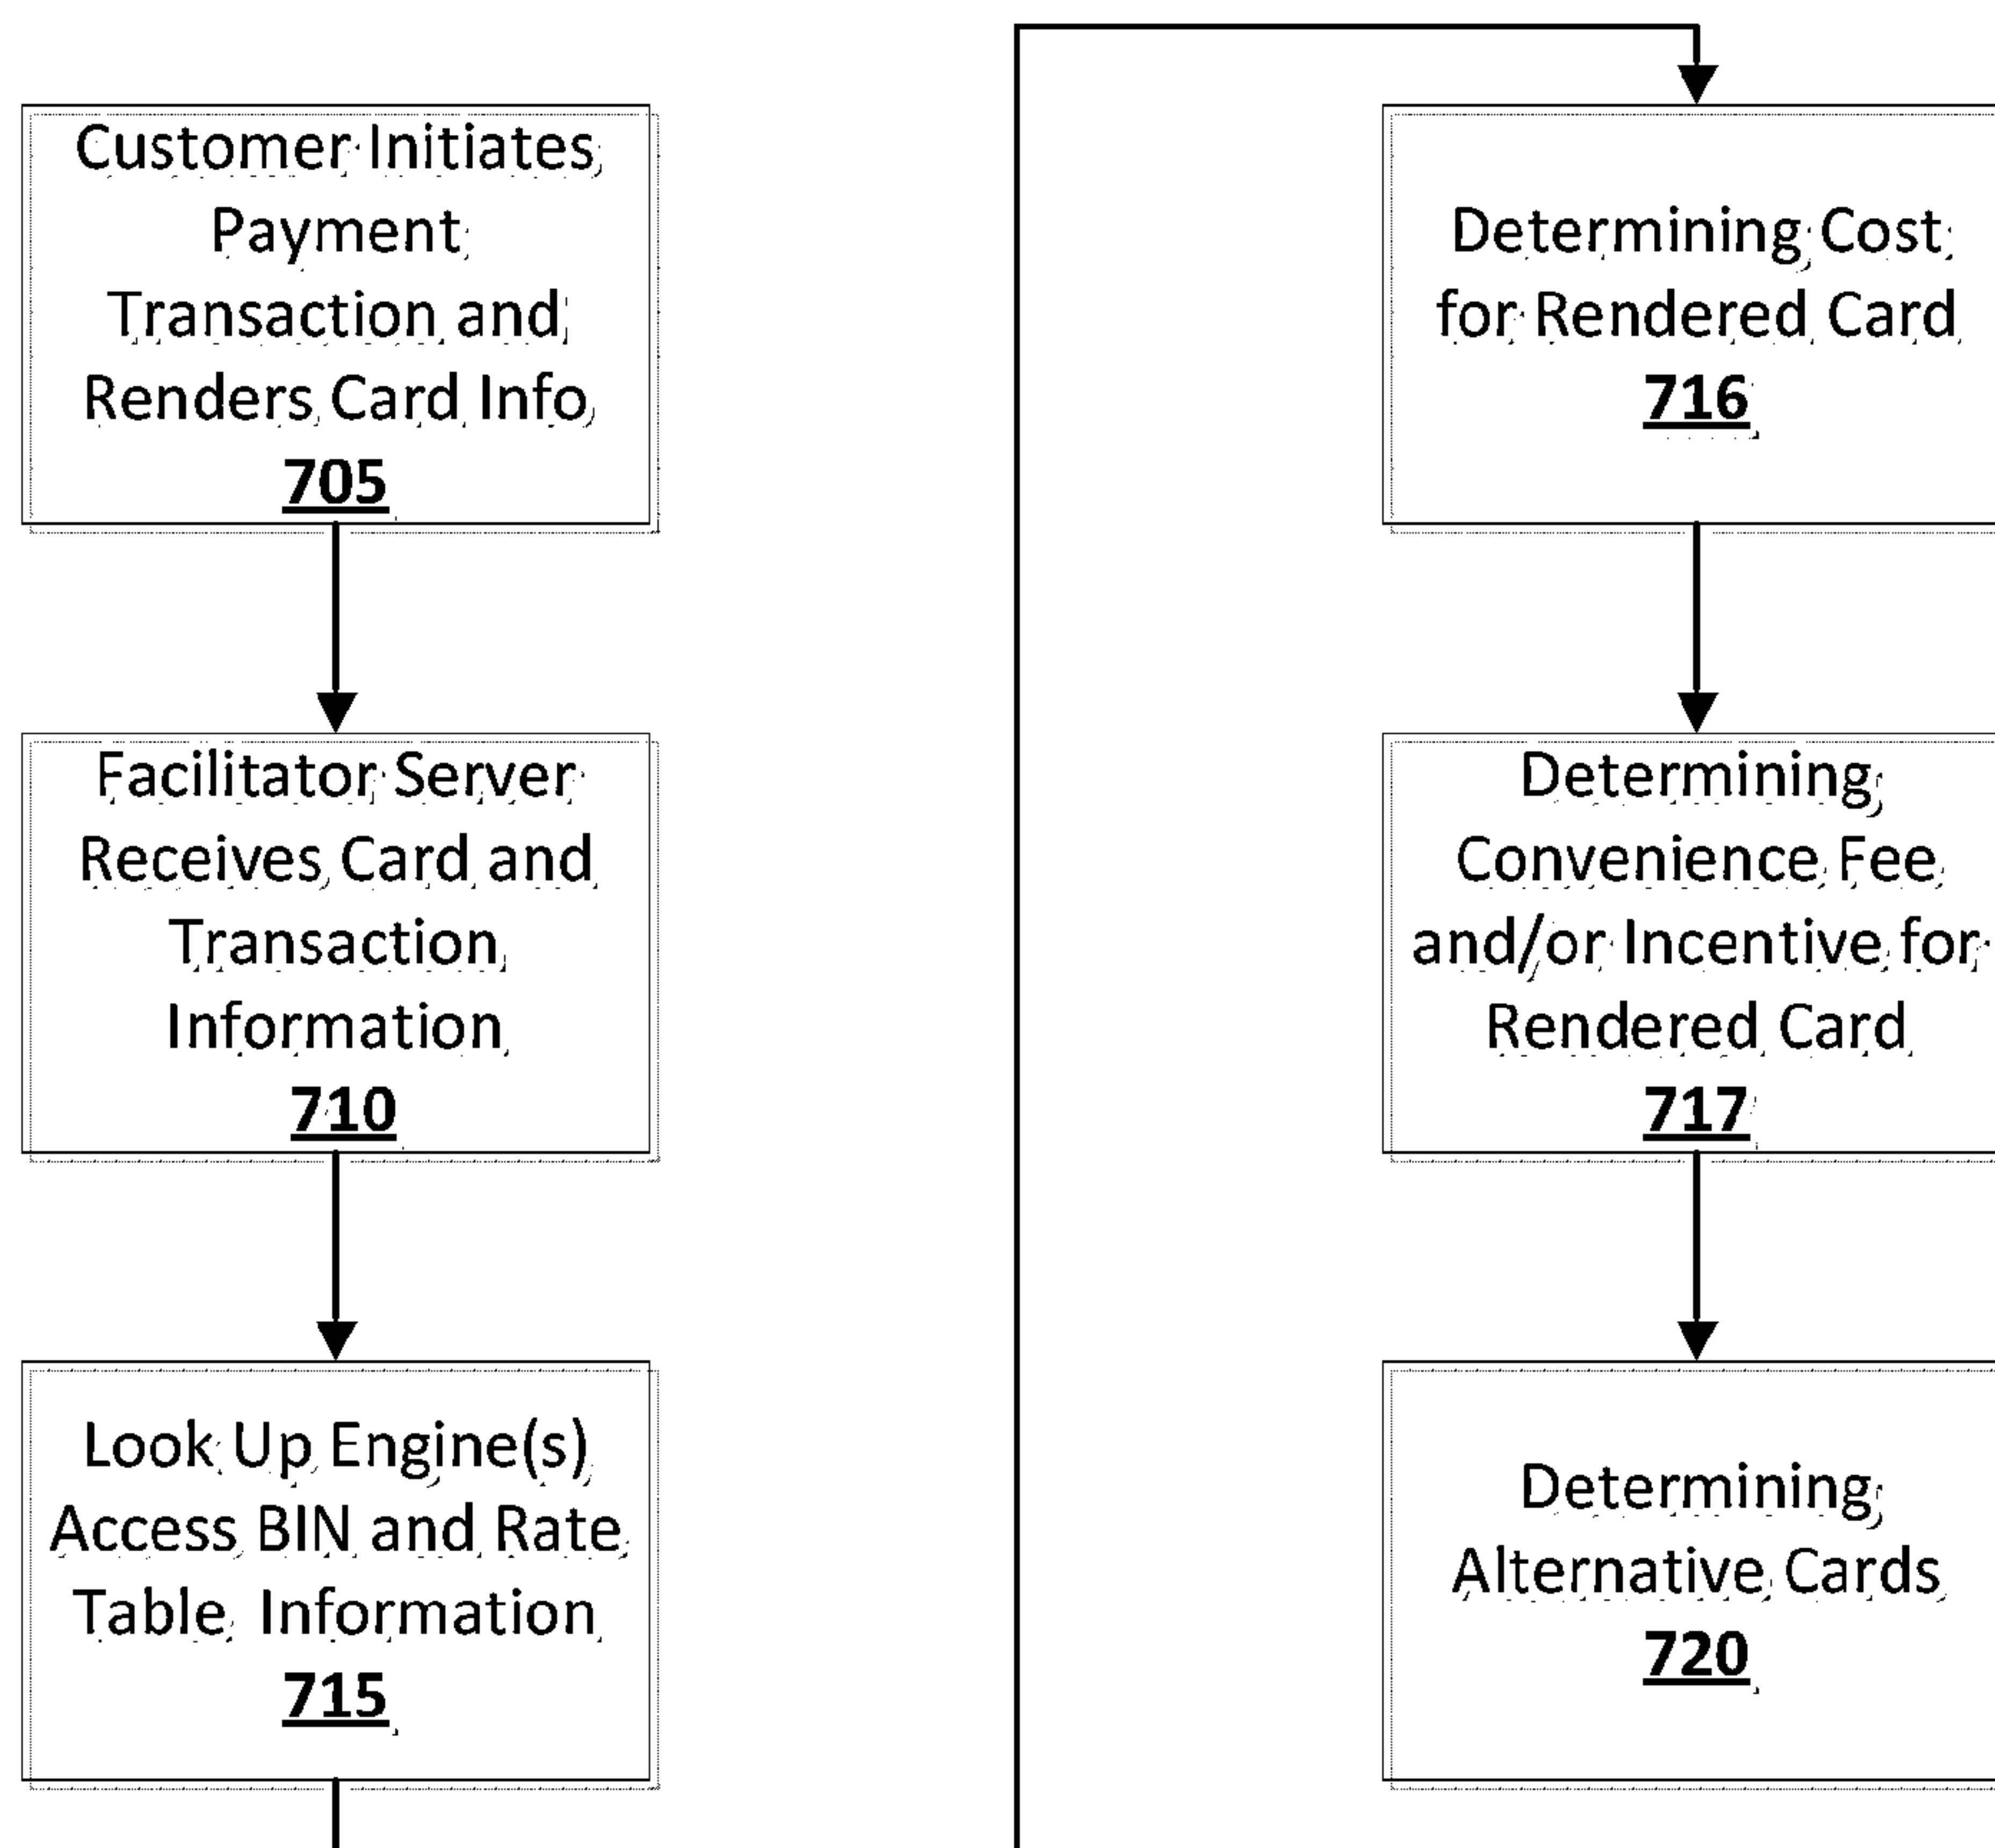 Customer Initiates
Payment
Transaction and
Renders Card Info
705
Facilitator Server
Receives Card and
Transaction
Information
710
Look Up Engine(s)
Access BIN and Rate
Table Information
715
Determining Cost
for Rendered Card
716
Determining
Convenience Fee
and/or Incentive for
Rendered Card
717
Determining
Alternative Cards
720